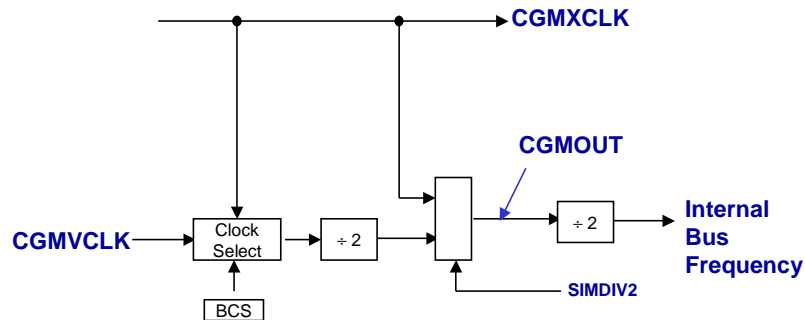 CGMXCLK
CGMOUT
CGMVCLK
Clock
Select
÷ 2
÷ 2
Internal
Bus
Frequency
SIMDIV2
BCS